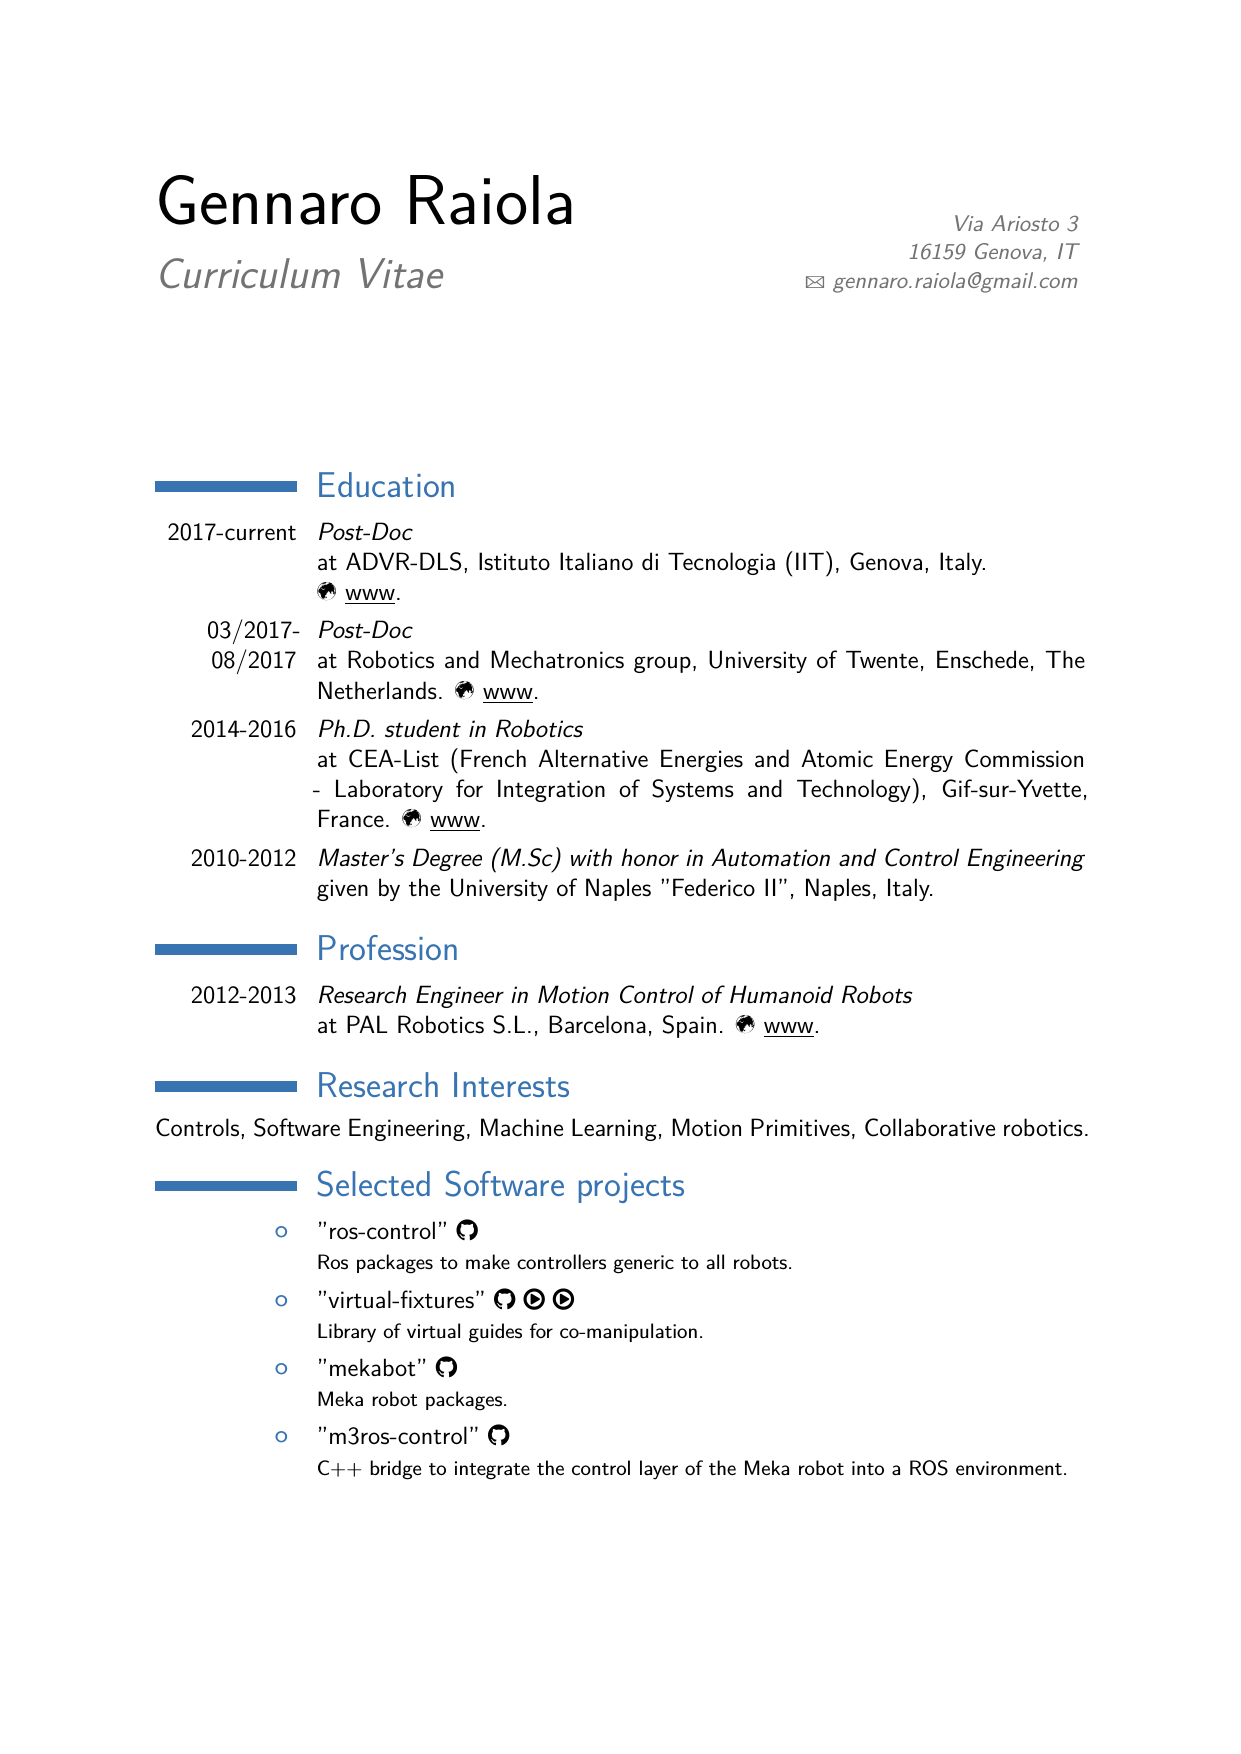 Gennaro Raiola
Curriculum Vitae
Via Ariosto 3
16159 Genova, IT
gennaro.raiola@gmail.com
Education
2017-current Post-Doc
at ADVR-DLS, Istituto Italiano di Tecnologia (IIT), Genova, Italy.
www.
03/2017- Post-Doc
08/2017 at Robotics and Mechatronics group, University of Twente, Enschede, The
Netherlands. www.
2014-2016 Ph.D. student in Robotics
at CEA-List (French Alternative Energies and Atomic Energy Commission
- Laboratory for Integration of Systems and Technology), Gif-sur-Yvette,
France. www.
2010-2012 Master's Degree (M.Sc) with honor in Automation and Control Engineering
given by the University of Naples ”Federico II”, Naples, Italy.
Profession
2012-2013 Research Engineer in Motion Control of Humanoid Robots
at PAL Robotics S.L., Barcelona, Spain. www.
Research Interests
Controls, Software Engineering, Machine Learning, Motion Primitives, Collaborative robotics.
Selected Software projects
”ros-control”
Ros packages to make controllers generic to all robots.
”virtual-fixtures”
Library of virtual guides for co-manipulation.
”mekabot”
Meka robot packages.
”m3ros-control”
C++ bridge to integrate the control layer of the Meka robot into a ROS environment.